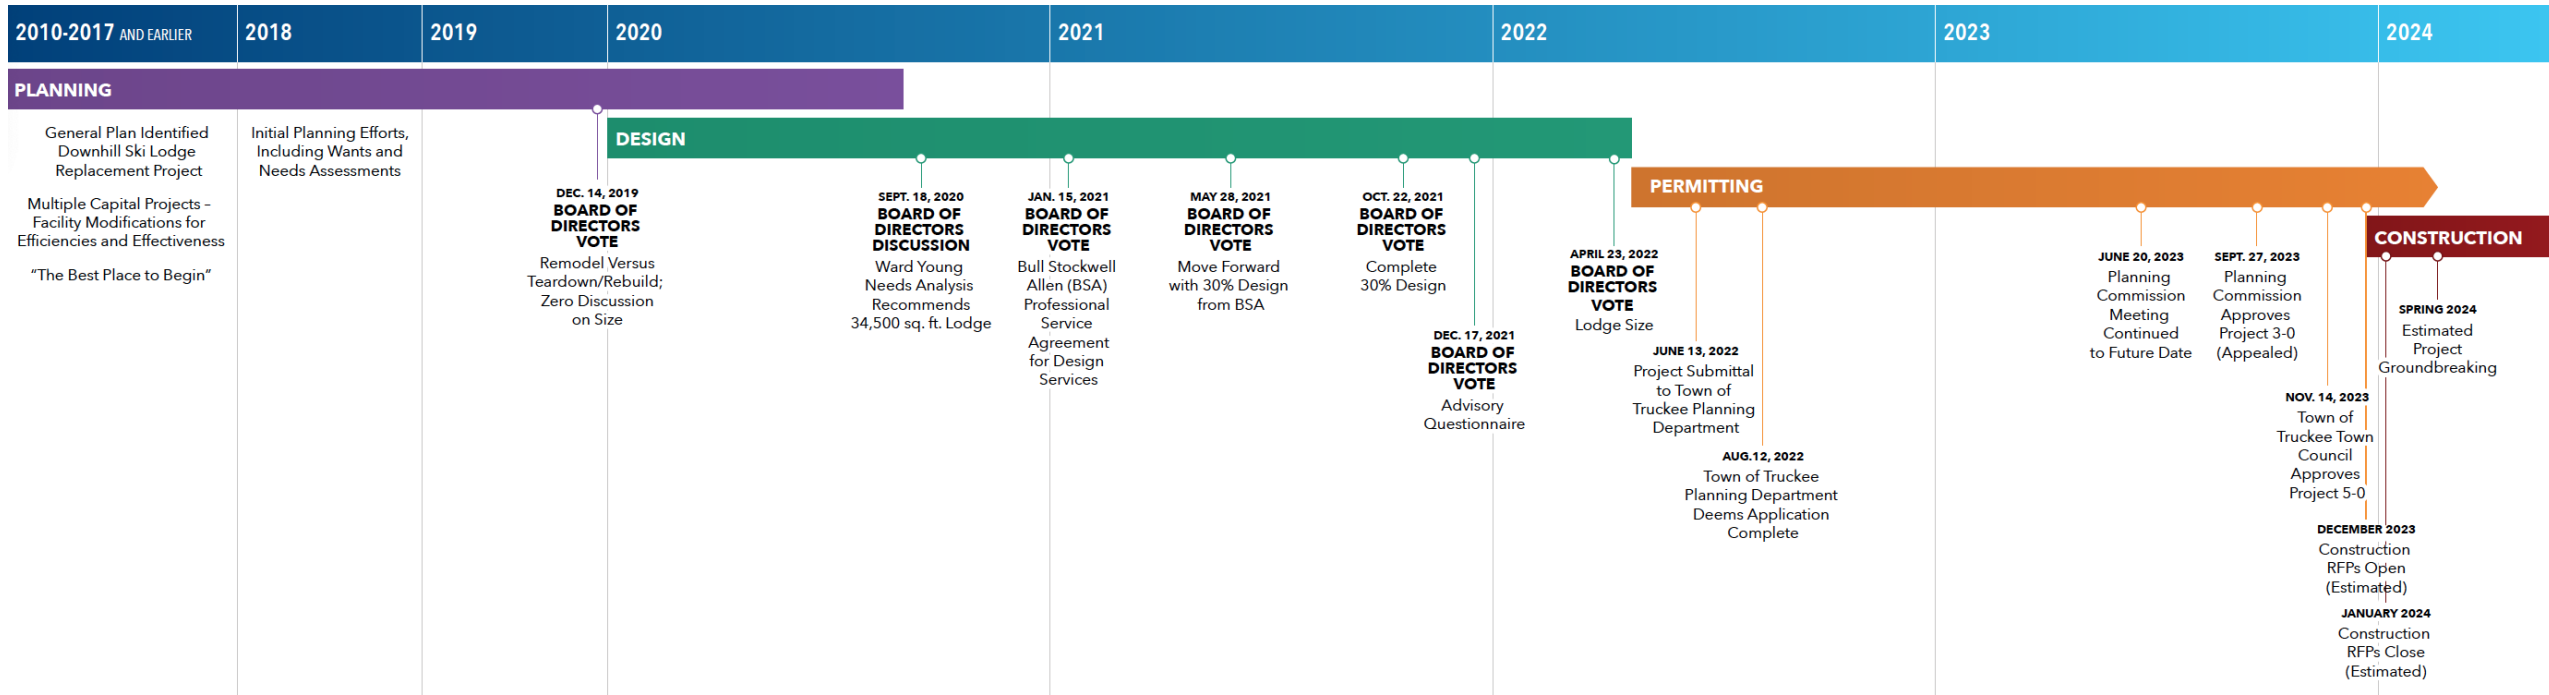 2010-2017 AND EARLIER
2018
2019
2020
2021
2022
2023
2024
PLANNING
General Plan Identified
Downhill Ski Lodge
Replacement Project
Multiple Capital Projects –
Facility Modifications for
Efficiencies and Effectiveness
“The Best Place to Begin”
Initial Planning Efforts,
Including Wants and
Needs Assessments
DEC. 14, 2019
BOARD OF
DIRECTORS
VOTE
Remodel Versus
Teardown/Rebuild;
Zero Discussion
on Size
DESIGN
SEPT. 18, 2020
BOARD OF
DIRECTORS
DISCUSSION
Ward Young
Needs Analysis
Recommends
34,500 sq. ft. Lodge
JAN. 15, 2021
BOARD OF
DIRECTORS
VOTE
Bull Stockwell
Allen (BSA)
Professional
Service
Agreement
for Design
Services
MAY 28, 2021
BOARD OF
DIRECTORS
VOTE
Move Forward
with 30% Design
from BSA
OCT. 22, 2021
BOARD OF
DIRECTORS
VOTE
Complete
30% Design
DEC. 17, 2021
BOARD OF
DIRECTORS
VOTE
Advisory
Questionnaire
APRIL 23, 2022
BOARD OF
DIRECTORS
VOTE
Lodge Size
PERMITTING
JUNE 13, 2022
Project Submittal
to Town of
Truckee Planning
Department
AUG.12, 2022
Town of Truckee
Planning Department
Deems Application
Complete
JUNE 20, 2023
Planning
Commission
Meeting
Continued
to Future Date
SEPT. 27, 2023
Planning
Commission
Approves
Project 3-0
(Appealed)
NOV. 14, 2023
Town of
Truckee Town
Council
Approves
Project 5-0
DECEMBER 2023
Construction
RFPs Open
(Estimated)
CONSTRUCTION
JANUARY 2024
Construction
RFPs Close
(Estimated)
SPRING 2024
Estimated
Project
Groundbreaking